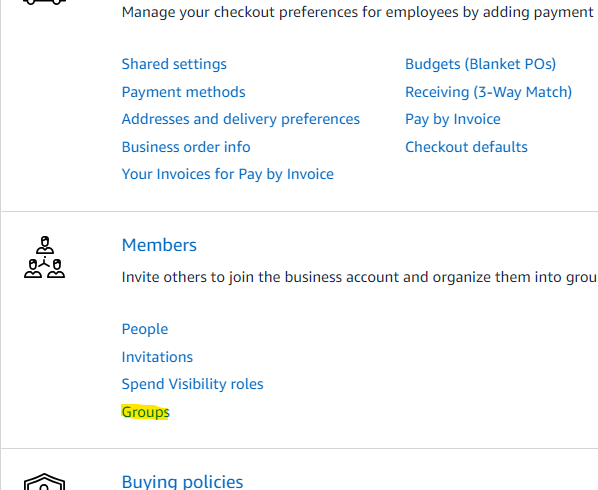 Manage your checkout preferences for employees by adding payment
Shared settings
Payment methods
Addresses and delivery preferences
Business order info
Your Invoices for Pay by Invoice
Budgets (Blanket POs)
Receiving (3-Way Match)
Pay by Invoice
Checkout defaults
Members
Invite others to join the business account and organize them into grou
People
Invitations
Spend Visibility roles
Groups
Buying policies